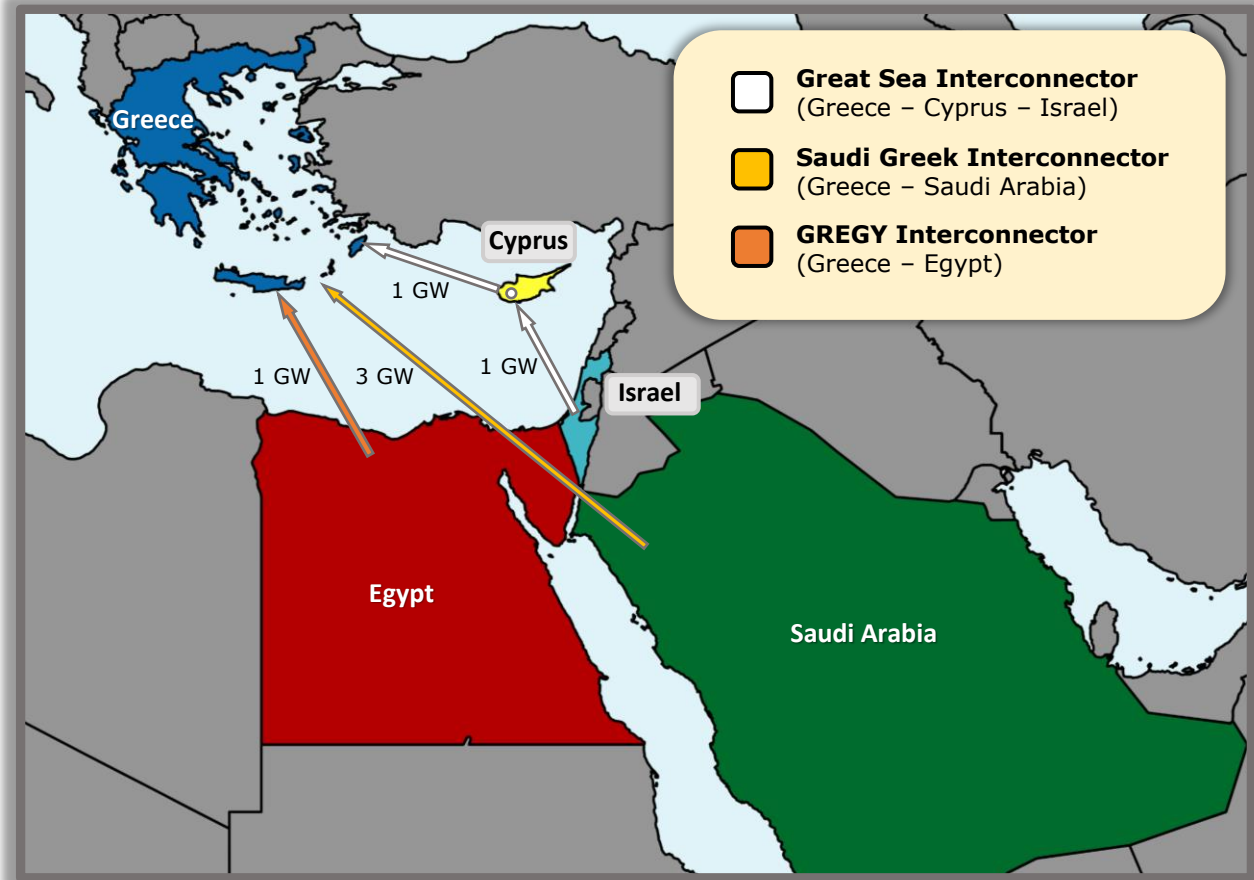 Great Sea Interconnector
(Greece – Cyprus – Israel)
Saudi Greek Interconnector
(Greece – Saudi Arabia)
GREGY Interconnector
(Greece – Egypt)
Greece
Cyprus
1 GW
1 GW
3 GW
1 GW
Israel
Egypt
Saudi Arabia